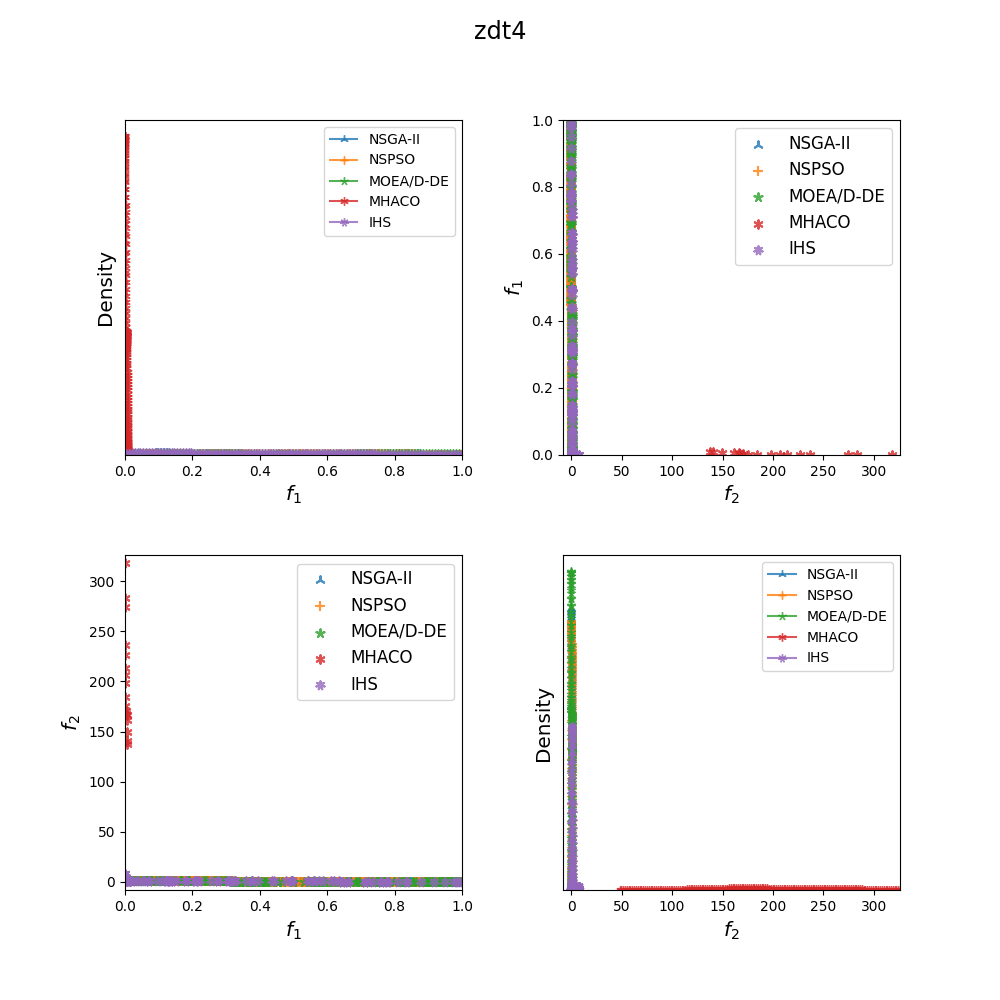 zdt4
Density
NSGA-II
NSPSO
MOEA/D-DE
MHACO
IHS
0.0 0.2 0.4 0.6 0.8 1.0
f1
f1
1.0
0.8
0.6
0.4
0.2
0.0
NSGA-II
NSPSO
MOEA/D-DE
MHACO
IHS
0 50 100 150 200 250 300
f2
f2
300
250
200
150
100
50
0
NSGA-II
NSPSO
MOEA/D-DE
MHACO
IHS
0.0 0.2 0.4 0.6 0.8 1.0
f1
Density
NSGA-II
NSPSO
MOEA/D-DE
MHACO
IHS
0 50 100 150 200 250 300
f2